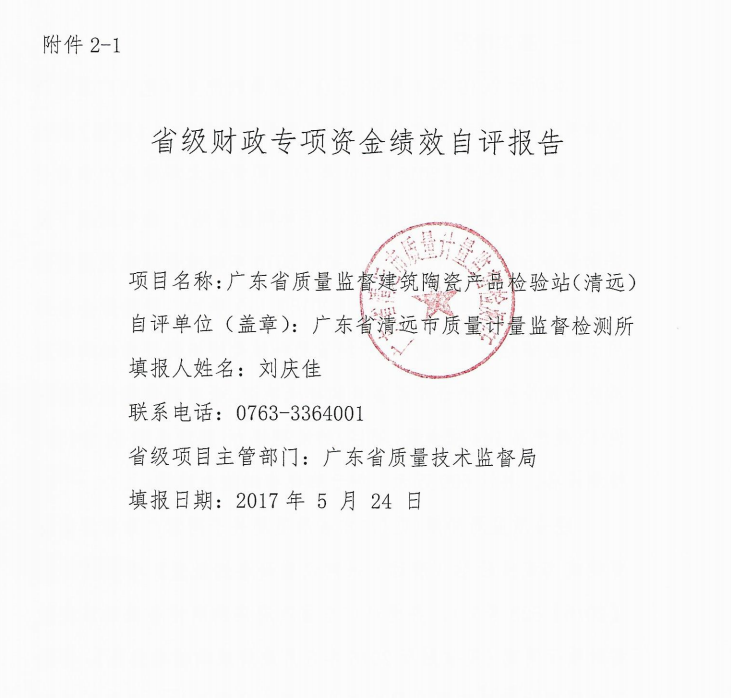 附件 2-1
省级财政专项资金绩效自评报告
项目名称:广东省质量监督建筑陶瓷产品检验站(清远)
自评单位（盖章）: 广东省清远市质量计量监督检测所
填报人姓名: 刘庆佳
联系电话: 0763-3364001
省级项目主管部门: 广东省质量技术监督局
填报日期: 2017 年 5 月 24 日